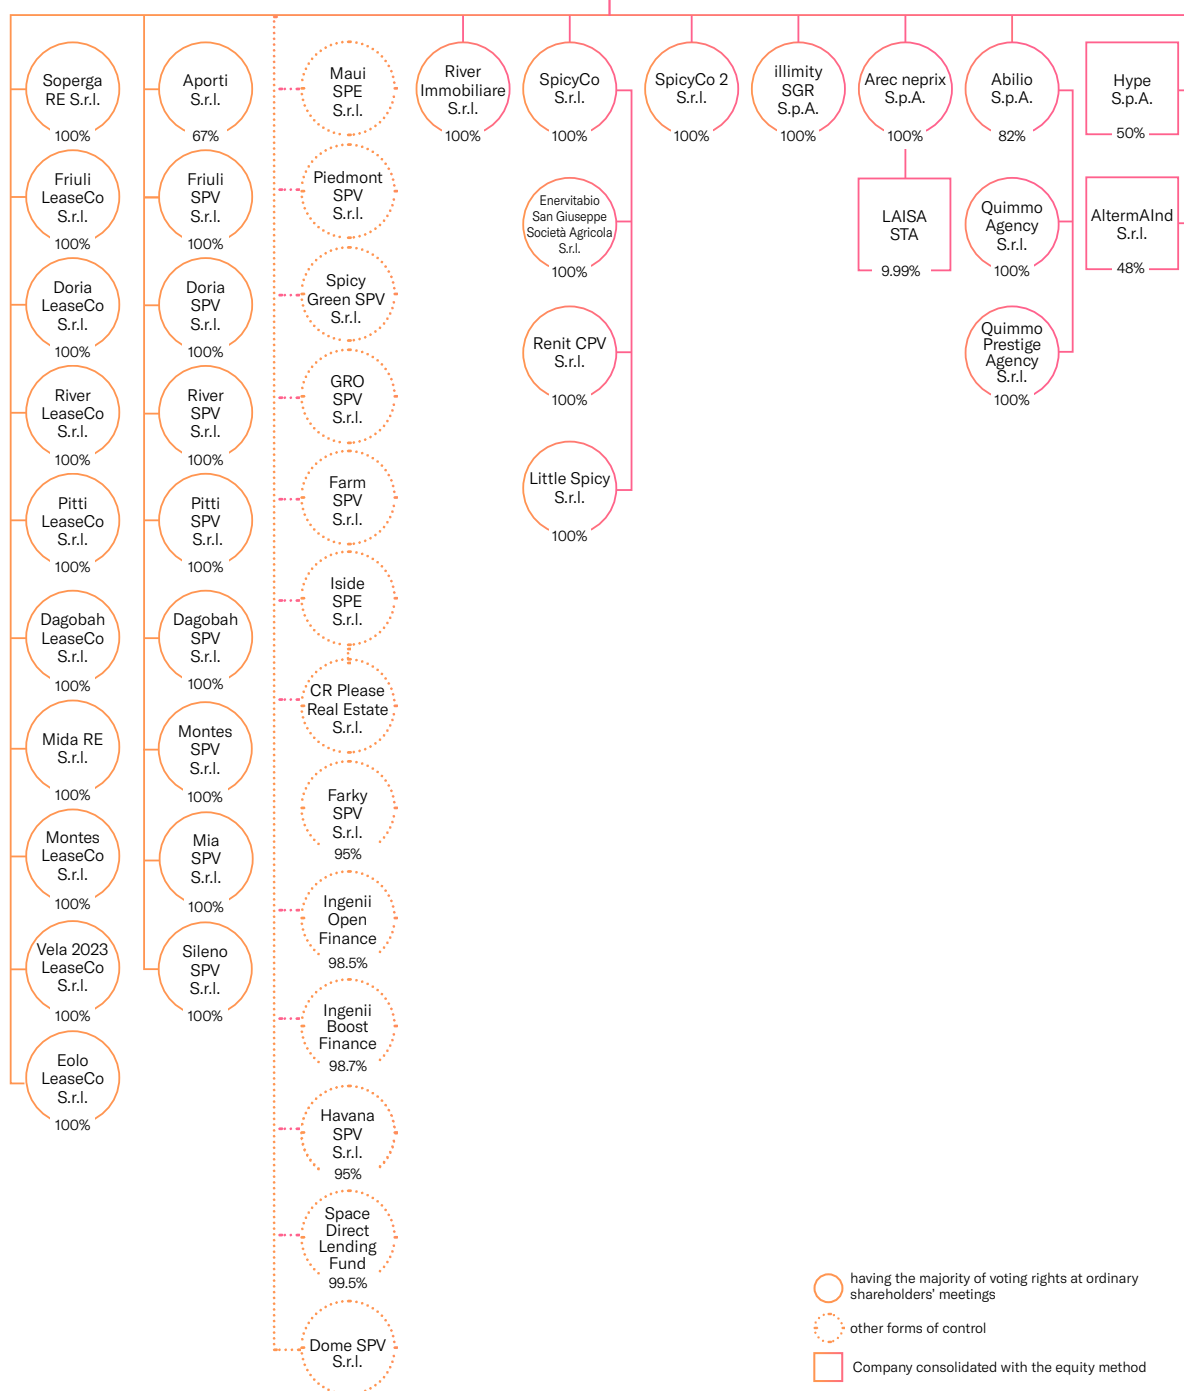 Soperga
RE S.r.l.
100%
Friuli
LeaseCo
S.r.l.
100%
Doria
LeaseCo
S.r.l.
100%
River
LeaseCo
S.r.l.
100%
Pitti
LeaseCo
S.r.l.
100%
Dagobah
LeaseCo
S.r.l.
100%
Mida RE
S.r.l.
100%
Montes
LeaseCo
S.r.l.
100%
Vela 2023
LeaseCo
S.r.l.
100%
Eolo
LeaseCo
S.r.l.
100%
Aporti
S.r.l.
67%
Friuli
SPV
S.r.l.
100%
Doria
SPV
S.r.l.
100%
River
SPV
S.r.l.
100%
Pitti
SPV
S.r.l.
100%
Dagobah
SPV
S.r.l.
100%
Montes
SPV
S.r.l.
100%
Mia
SPV
S.r.l.
100%
Sileno
SPV
S.r.l.
100%
Maui
SPE
S.r.l.
Piedmont
SPV
S.r.l.
Spicy
Green SPV
S.r.l.
GRO
SPV
S.r.l.
Farm
SPV
S.r.l.
Iside
SPE
S.r.l.
CR Please
Real Estate
S.r.l.
Farky
SPV
S.r.l.
95%
Ingenii
Open
Finance
98.5%
Ingenii
Boost
Finance
98.7%
Havana
SPV
S.r.l.
95%
Space
Direct
Lending
Fund
99.5%
Dome SPV
S.r.l.
River
Immobiliare
S.r.l.
100%
SpicyCo
S.r.l.
100%
Enervitabio
San Giuseppe
Società Agricola
S.r.l.
100%
Renit CPV
S.r.l.
100%
Little Spicy
S.r.l.
100%
SpicyCo 2
S.r.l.
100%
illimity
SGR
S.p.A.
100%
Arec neprix
S.p.A.
100%
LAISA
STA
9.99%
Abilio
S.p.A.
82%
Quimmo
Agency
S.r.l.
100%
Quimmo
Prestige
Agency
S.r.l.
100%
Hype
S.p.A.
50%
AltermAInd
S.r.l.
48%
having the majority of voting rights at ordinary
shareholders' meetings
other forms of control
Company consolidated with the equity method